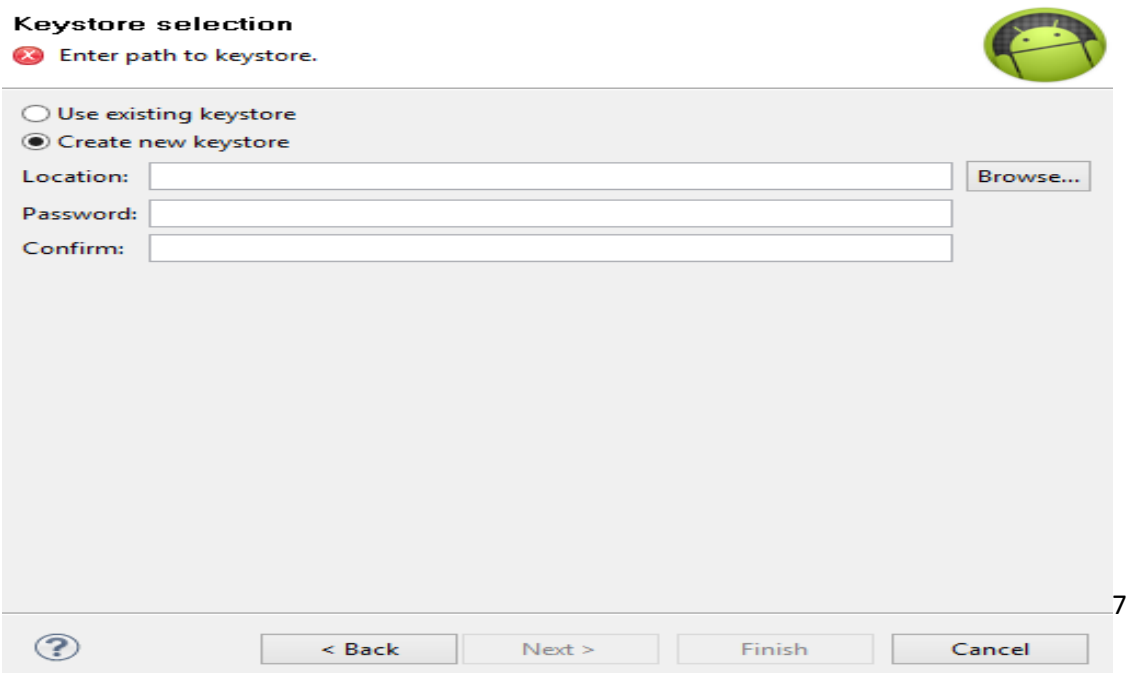 Keystore selection
Enter path to keystore.
Use existing keystore
Create new keystore
Location:
Browse...
Password:
Confirm:
7
?
< Back
Next >
Finish
Cancel